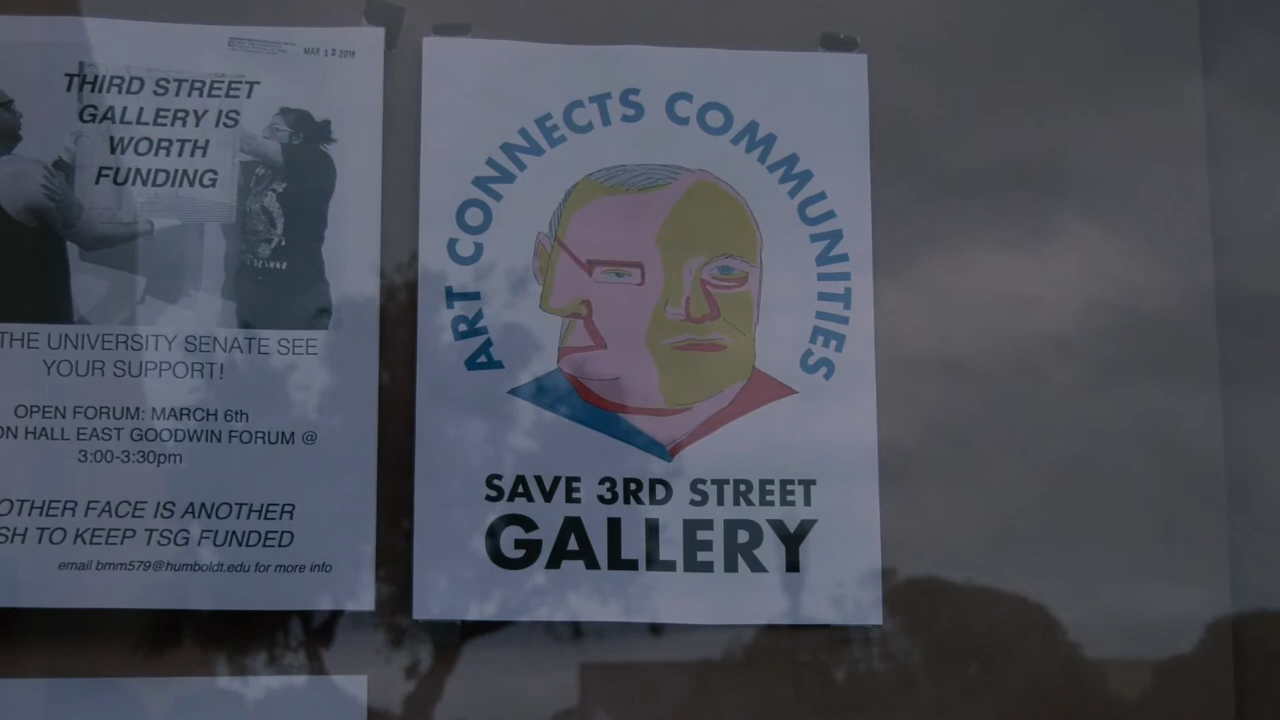 MAR 1 2 2019
THIRD STREET
GALLERY IS
WORTH
FUNDING
THE UNIVERSITY SENATE SEE
YOUR SUPPORT!
OPEN FORUM: MARCH 6th
HALL EAST GOODWIN FORUM @
3:00-3:30pm
FACE IS ANOTHER
TO KEEP TSG FUNDED
email bmm579@humboldt.edu for more info
ART CONNECTS COMMUNITIES
SAVE 3RD STREET
GALLERY